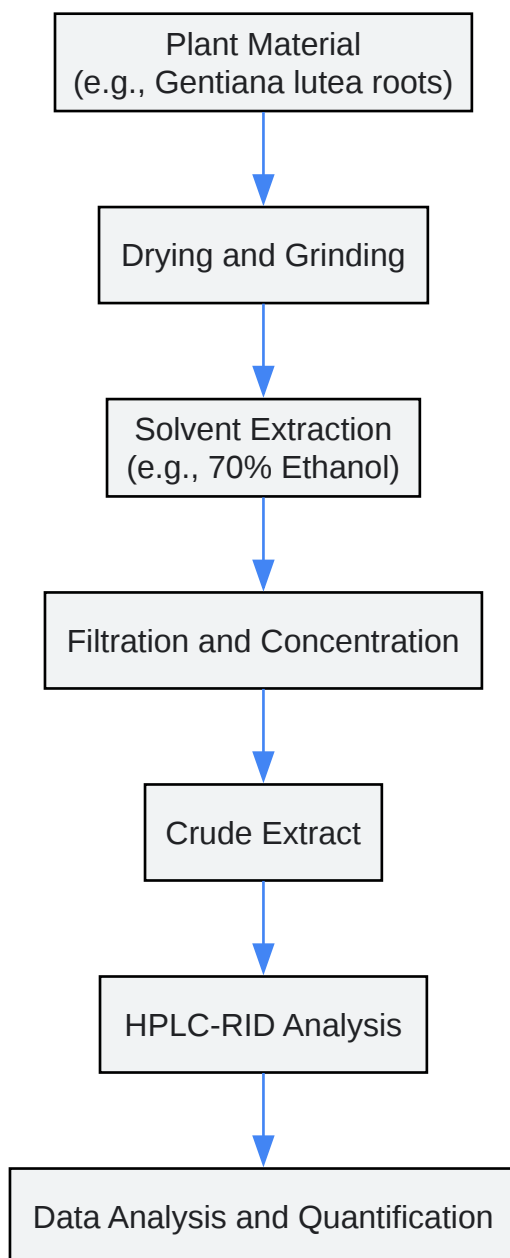 Plant Material
(e.g., Gentiana lutea roots)
Drying and Grinding
Solvent Extraction
(e.g., 70% Ethanol)
Filtration and Concentration
Crude Extract
HPLC-RID Analysis
Data Analysis and Quantification